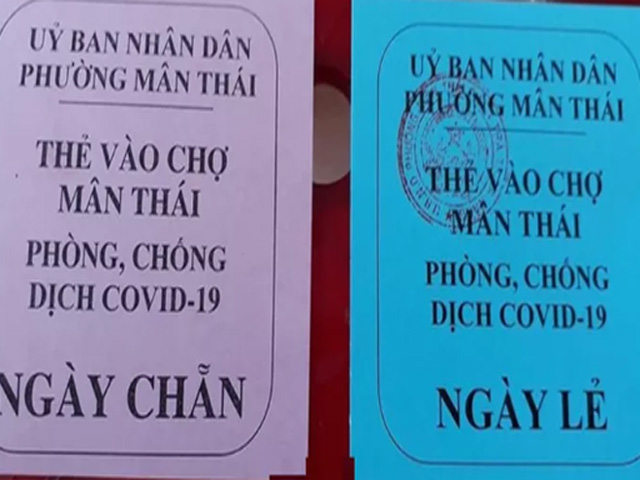 UỶ BAN NHÂN DÂN
PHƯỜNG MÂN THÁI
THẺ VÀO CHỢ
MÂN THÁI
PHÒNG, CHỐNG
DỊCH COVID-19
NGÀY CHẴN
UỶ BAN NHÂN DÂN
PHƯỜNG MÂN THÁI
THẺ VÀO CHỢ
MÂN THÁI
PHÒNG, CHỐNG
DỊCH COVID-19
NGÀY LẺ